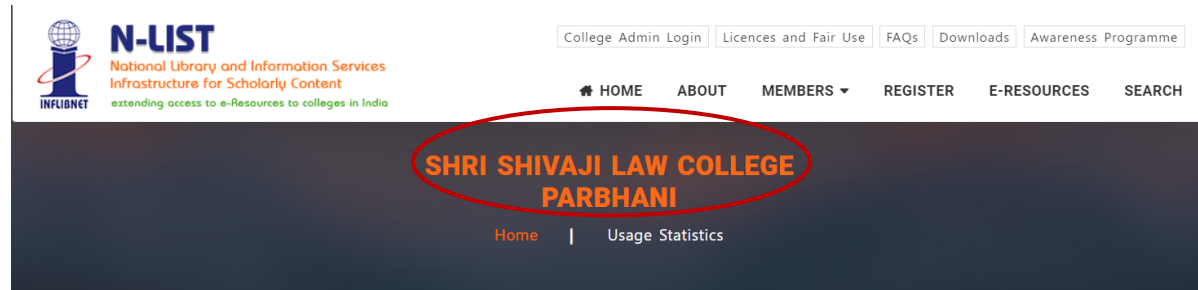 N-LIST
National Library and Information Services
Infrastructure for Scholarly Content
extending access to e-Resources to colleges in India
INFLIBNET
College Admin Login Licences and Fair Use FAQs Downloads Awareness Programme
HOME ABOUT MEMBERS REGISTER E-RESOURCES SEARCH
SHRI SHIVAJI LAW COLLEGE
PARBHANI
Home | Usage Statistics